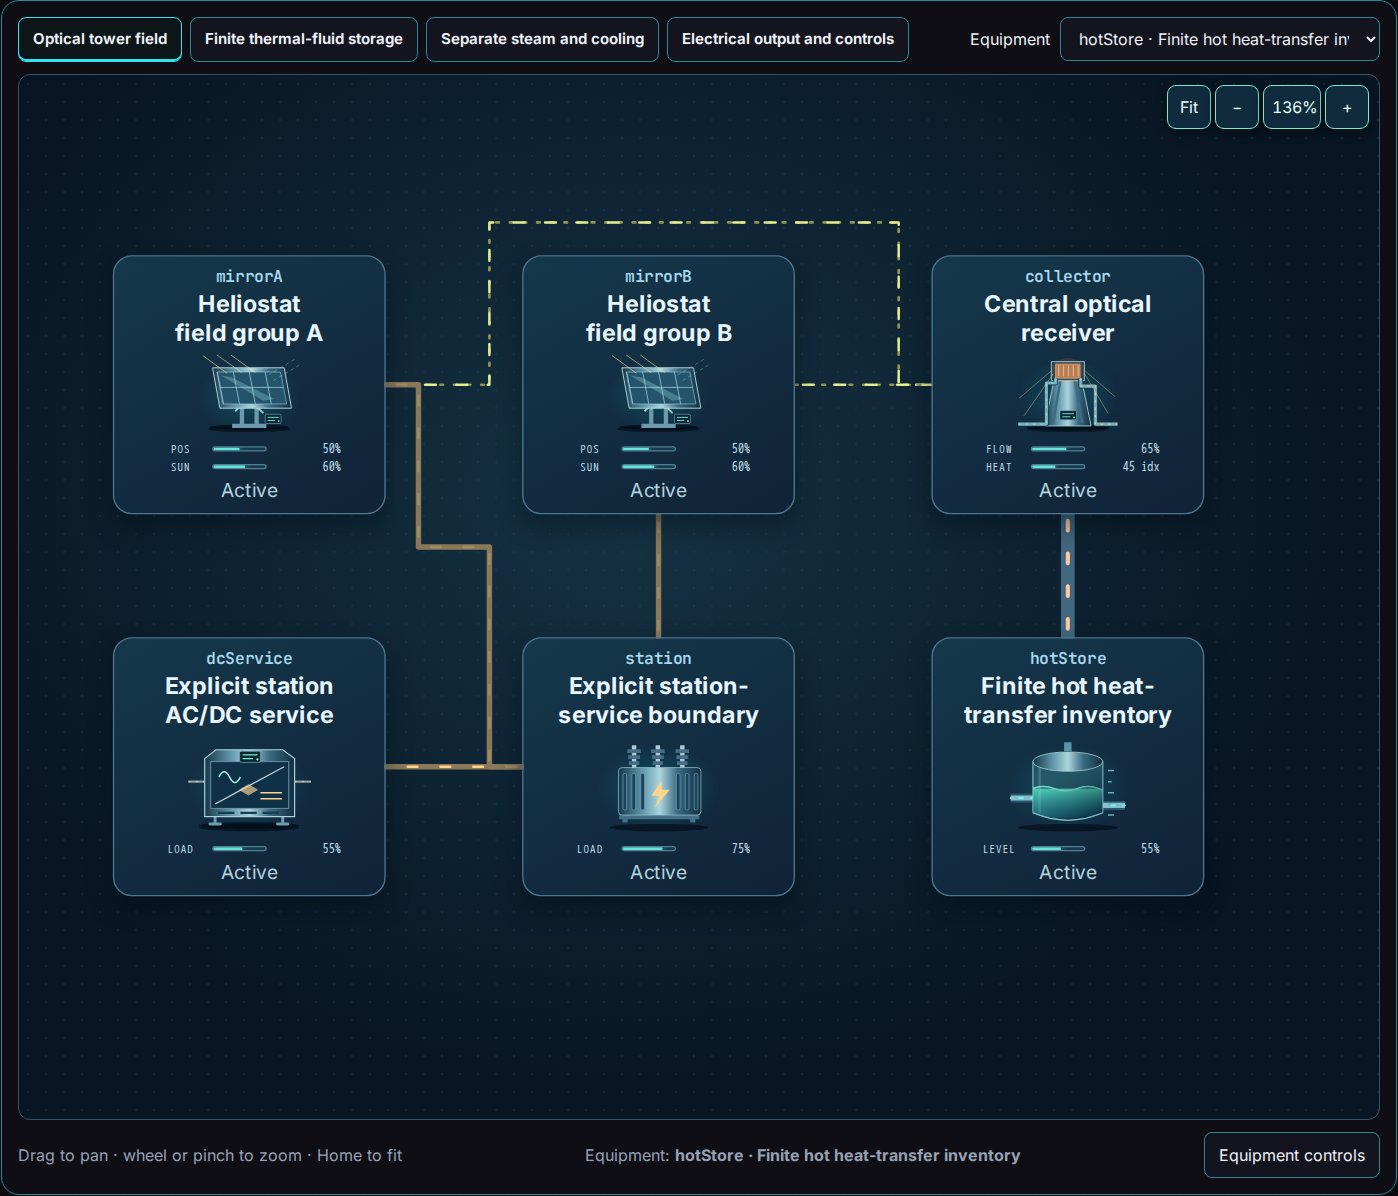 Optical tower field
Finite thermal-fluid storage
Separate steam and cooling
Electrical output and controls
Equipment
hotStore · Finite hot heat-transfer in
Fit
−
136%
+
mirrorA
Heliostat
field group A
POS 50%
SUN 60%
Active
mirrorB
Heliostat
field group B
POS 50%
SUN 60%
Active
collector
Central optical
receiver
FLOW 65%
HEAT 45 idx
Active
dcService
Explicit station
AC/DC service
LOAD 55%
Active
station
Explicit station-
service boundary
LOAD 75%
Active
hotStore
Finite hot heat-
transfer inventory
LEVEL 55%
Active
Drag to pan · wheel or pinch to zoom · Home to fit
Equipment: hotStore · Finite hot heat-transfer inventory
Equipment controls